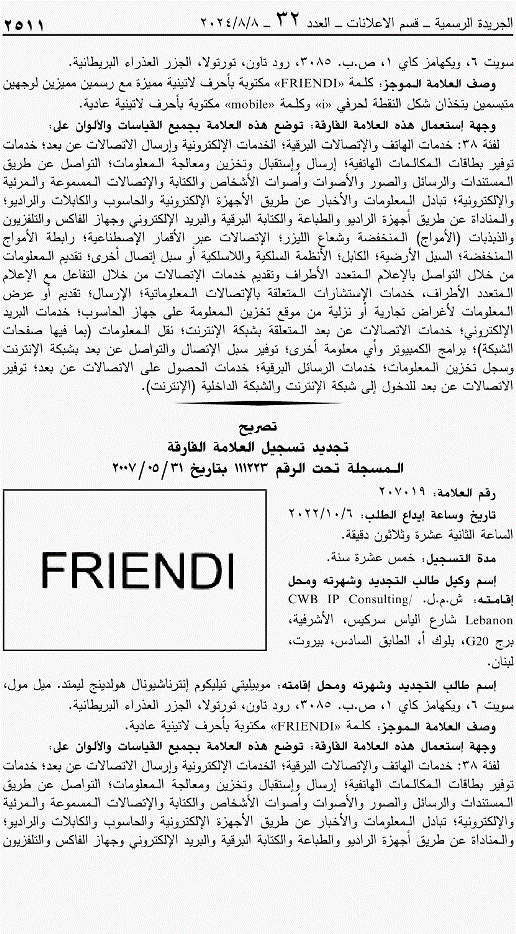 الجريدة الرسمية ــ قسم الاعلانات ــ العدد ٣٢ ــ ٢٠٢٤/٨/٨
٢٥١١
سويت ٦، ويكهامز كاي ١، ص.ب. ٣٠٨٥، رود تاون، تورتولا، الجزر العذراء البريطانية.
وصف العلامة الموجز: كلمة «FRIENDI» مكتوبة بأحرف لاتينية مميزة مع رسمين مميزين لوجهين
متبسمين يتخذان شكل النقطة لحرفي «i» وكلمة «mobile» مكتوبة بأحرف لاتينية عادية.
وجهة إستعمال هذه العلامة الفارقة: توضع هذه العلامة بجميع القياسات والألوان على:
لفئة ٣٨: خدمات الهاتف والإتصالات البرقية؛ الخدمات الإلكترونية وإرسال الاتصالات عن بعد؛ خدمات
توفير بطاقات المكالمات الهاتفية؛ إرسال وإستقبال وتخزين ومعالجة المعلومات؛ التواصل عن طريق
المستندات والرسائل والصور والأصوات وأصوات الأشخاص والكتابة والإتصالات المسموعة والمرئية
والإلكترونية؛ تبادل المعلومات والأخبار عن طريق الأجهزة الإلكترونية والحاسوب والكابلات والراديو؛
والمناداة عن طريق أجهزة الراديو والطباعة والكتابة البرقية والبريد الإلكتروني وجهاز الفاكس والتلفزيون
والذبذبات (الأمواج) المنخفضة وشعاع الليزر؛ الإتصالات عبر الأقمار الإصطناعية؛ رابطة الأمواج
المنخفضة؛ السبل الأرضية؛ الكابل؛ الأنظمة السلكية واللاسلكية أو سبل إتصال أخرى؛ تقديم المعلومات
من خلال التواصل بالإعلام المتعدد الأطراف وتقديم خدمات الإتصالات من خلال التفاعل مع الإعلام
المتعدد الأطراف، خدمات الإستشارات المتعلقة بالإتصالات المعلوماتية؛ الإرسال؛ تقديم أو عرض
المعلومات لأغراض تجارية أو نزلية من موقع تخزين المعلومة على جهاز الحاسوب؛ خدمات البريد
الإلكتروني؛ خدمات الاتصالات عن بعد المتعلقة بشبكة الإنترنت؛ نقل المعلومات (بما فيها صفحات
الشبكة)؛ برامج الكمبيوتر وأي معلومة أخرى؛ توفير سبل الإتصال والتواصل عن بعد بشبكة الإنترنت
وسجل تخزين المعلومات؛ خدمات الرسائل البرقية؛ خدمات الحصول على الاتصالات عن بعد؛ توفير
الاتصالات عن بعد للدخول إلى شبكة الإنترنت والشبكة الداخلية (الإنترنت).
تصريح
تجديد تسجيل العلامة الفارقة
المسجلة تحت الرقم ١١١٢٢٣ بتاريخ ٢٠٠٧/٠٥/٣١
رقم العلامة: ٢٠٧٠١٩
تاريخ وساعة إيداع الطلب: ٢٠٢٢/١٠/٦
الساعة الثانية عشرة وثلاثون دقيقة.
مدة التسجيل: خمس عشرة سنة.
إسم وكيل طالب التجديد وشهرته ومحل
إقامته: ش.م.ل. CWB IP Consulting/
Lebanon شارع الياس سركيس، الأشرفية،
برج G20، بلوك أ، الطابق السادس، بيروت،
لبنان.
FRIENDI
إسم طالب التجديد وشهرته ومحل إقامته: موبيليتي تيليكوم إنترناشيونال هولدينج ليمتد. ميل مول،
سويت ٦، ويكهامز كاي ١، ص.ب. ٣٠٨٥، رود تاون، تورتولا، الجزر العذراء البريطانية.
وصف العلامة الموجز: كلمة «FRIENDI» مكتوبة بأحرف لاتينية عادية.
وجهة إستعمال هذه العلامة الفارقة: توضع هذه العلامة بجميع القياسات والألوان على:
لفئة ٣٨: خدمات الهاتف والإتصالات البرقية؛ الخدمات الإلكترونية وإرسال الاتصالات عن بعد؛ خدمات
توفير بطاقات المكالمات الهاتفية؛ إرسال وإستقبال وتخزين ومعالجة المعلومات؛ التواصل عن طريق
المستندات والرسائل والصور والأصوات وأصوات الأشخاص والكتابة والإتصالات المسموعة والمرئية
والإلكترونية؛ تبادل المعلومات والأخبار عن طريق الأجهزة الإلكترونية والحاسوب والكابلات والراديو؛
والمناداة عن طريق أجهزة الراديو والطباعة والكتابة البرقية والبريد الإلكتروني وجهاز الفاكس والتلفزيون